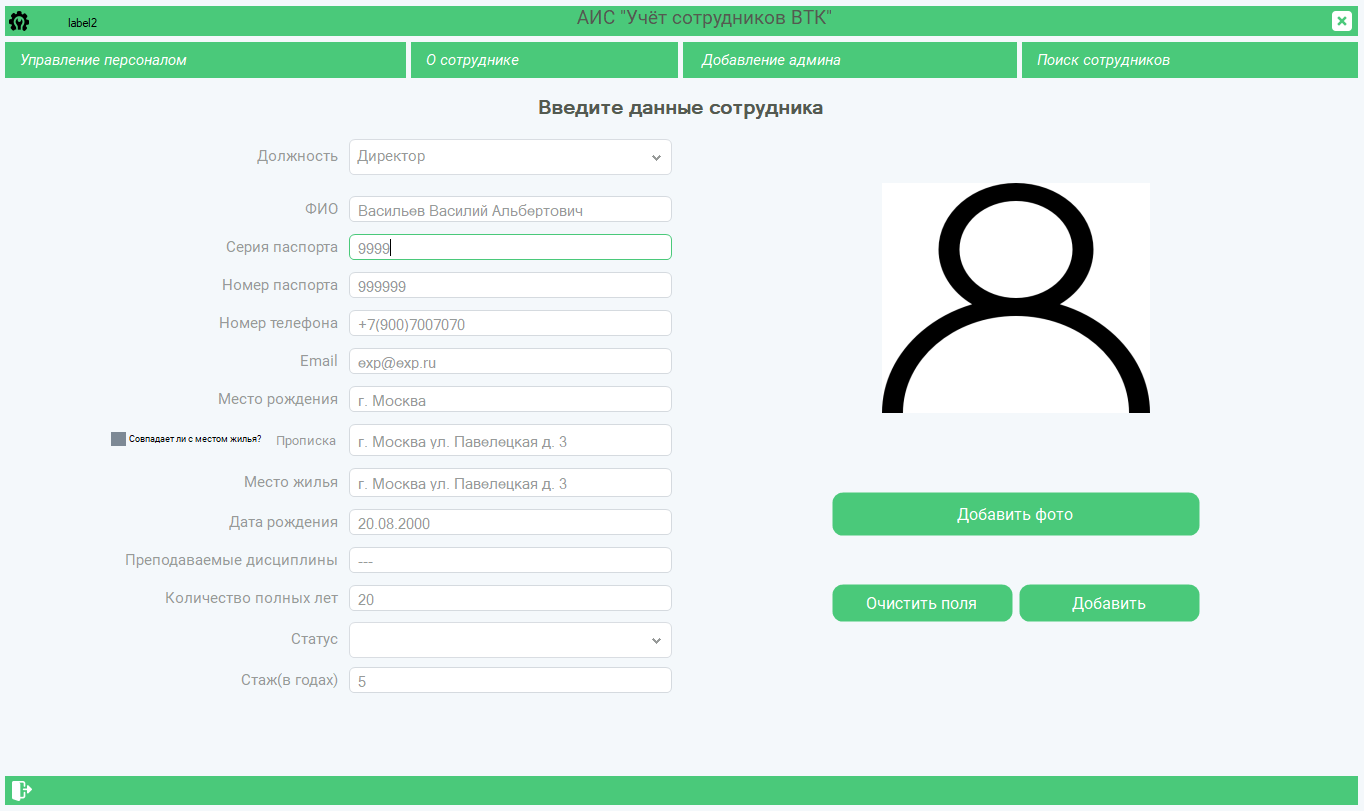 label2
АИС "Учёт сотрудников ВТК"
Управление персоналом
О сотруднике
Добавление админа
Поиск сотрудников
Введите данные сотрудника
Должность
Директор
ФИО
Васильев Василий Альбертович
Серия паспорта
9999
Номер паспорта
999999
Номер телефона
+7(900)7007070
Email
exp@exp.ru
Место рождения
г. Москва
Совпадает ли с местом жилья?
Прописка
г. Москва ул. Павелецкая д. 3
Место жилья
г. Москва ул. Павелецкая д. 3
Дата рождения
20.08.2000
Преподаваемые дисциплины
---
Количество полных лет
20
Статус
Стаж(в годах)
5
Добавить фото
Очистить поля
Добавить